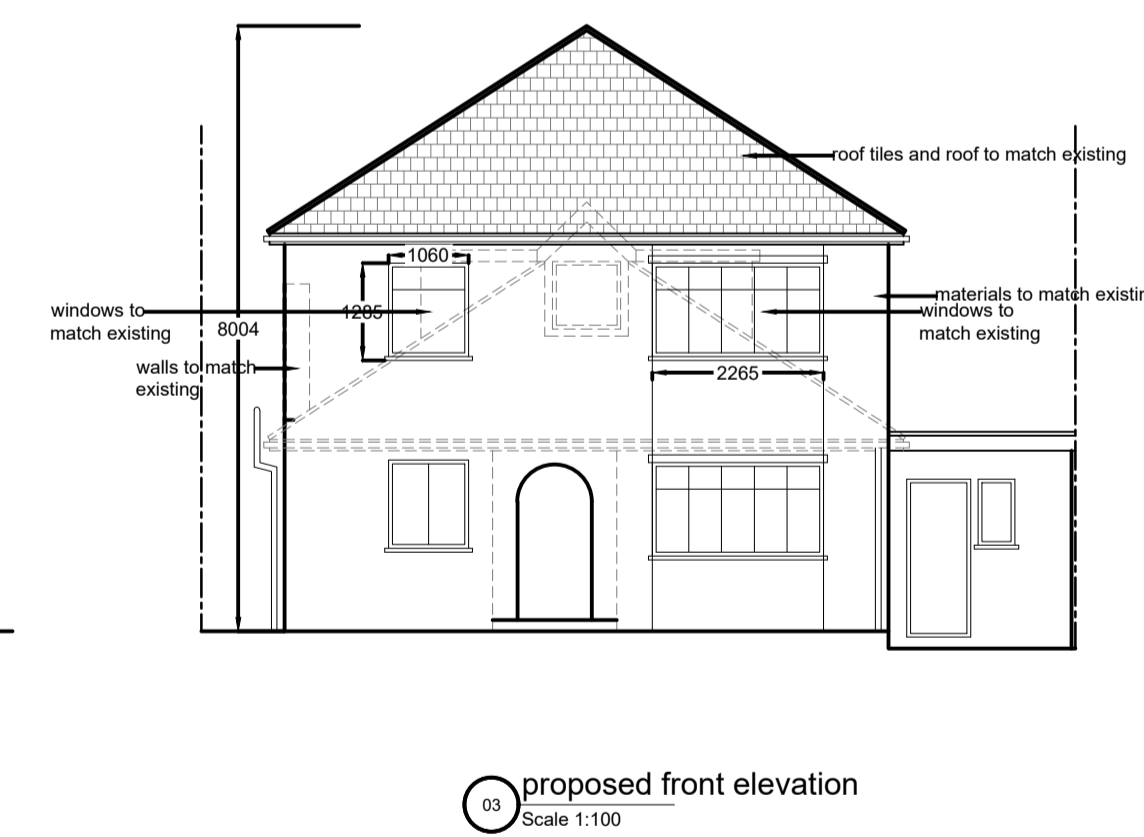 roof tiles and roof to match existing
1060
1285
windows to
match existing
8004
walls to match
existing
materials to match existin
windows to
match existing
2265
03
proposed front elevation
Scale 1:100